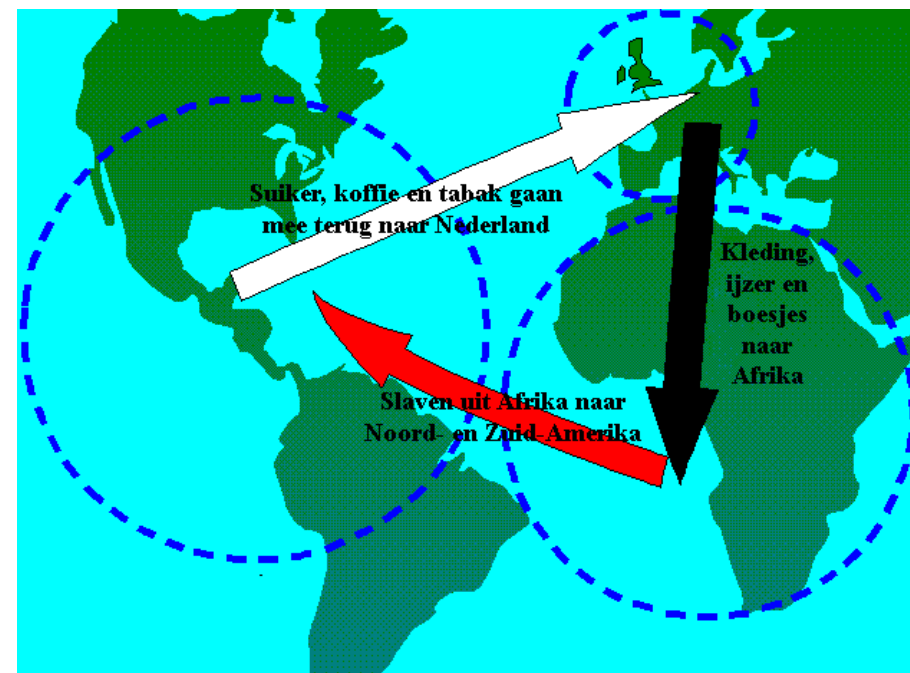 Suiker, koffie en tabak gaan
mee terug naar Nederland
Kleding,
ijzer en
boesjes
naar
Afrika
Slaven uit Afrika naar
Noord- en Zuid-Amerika